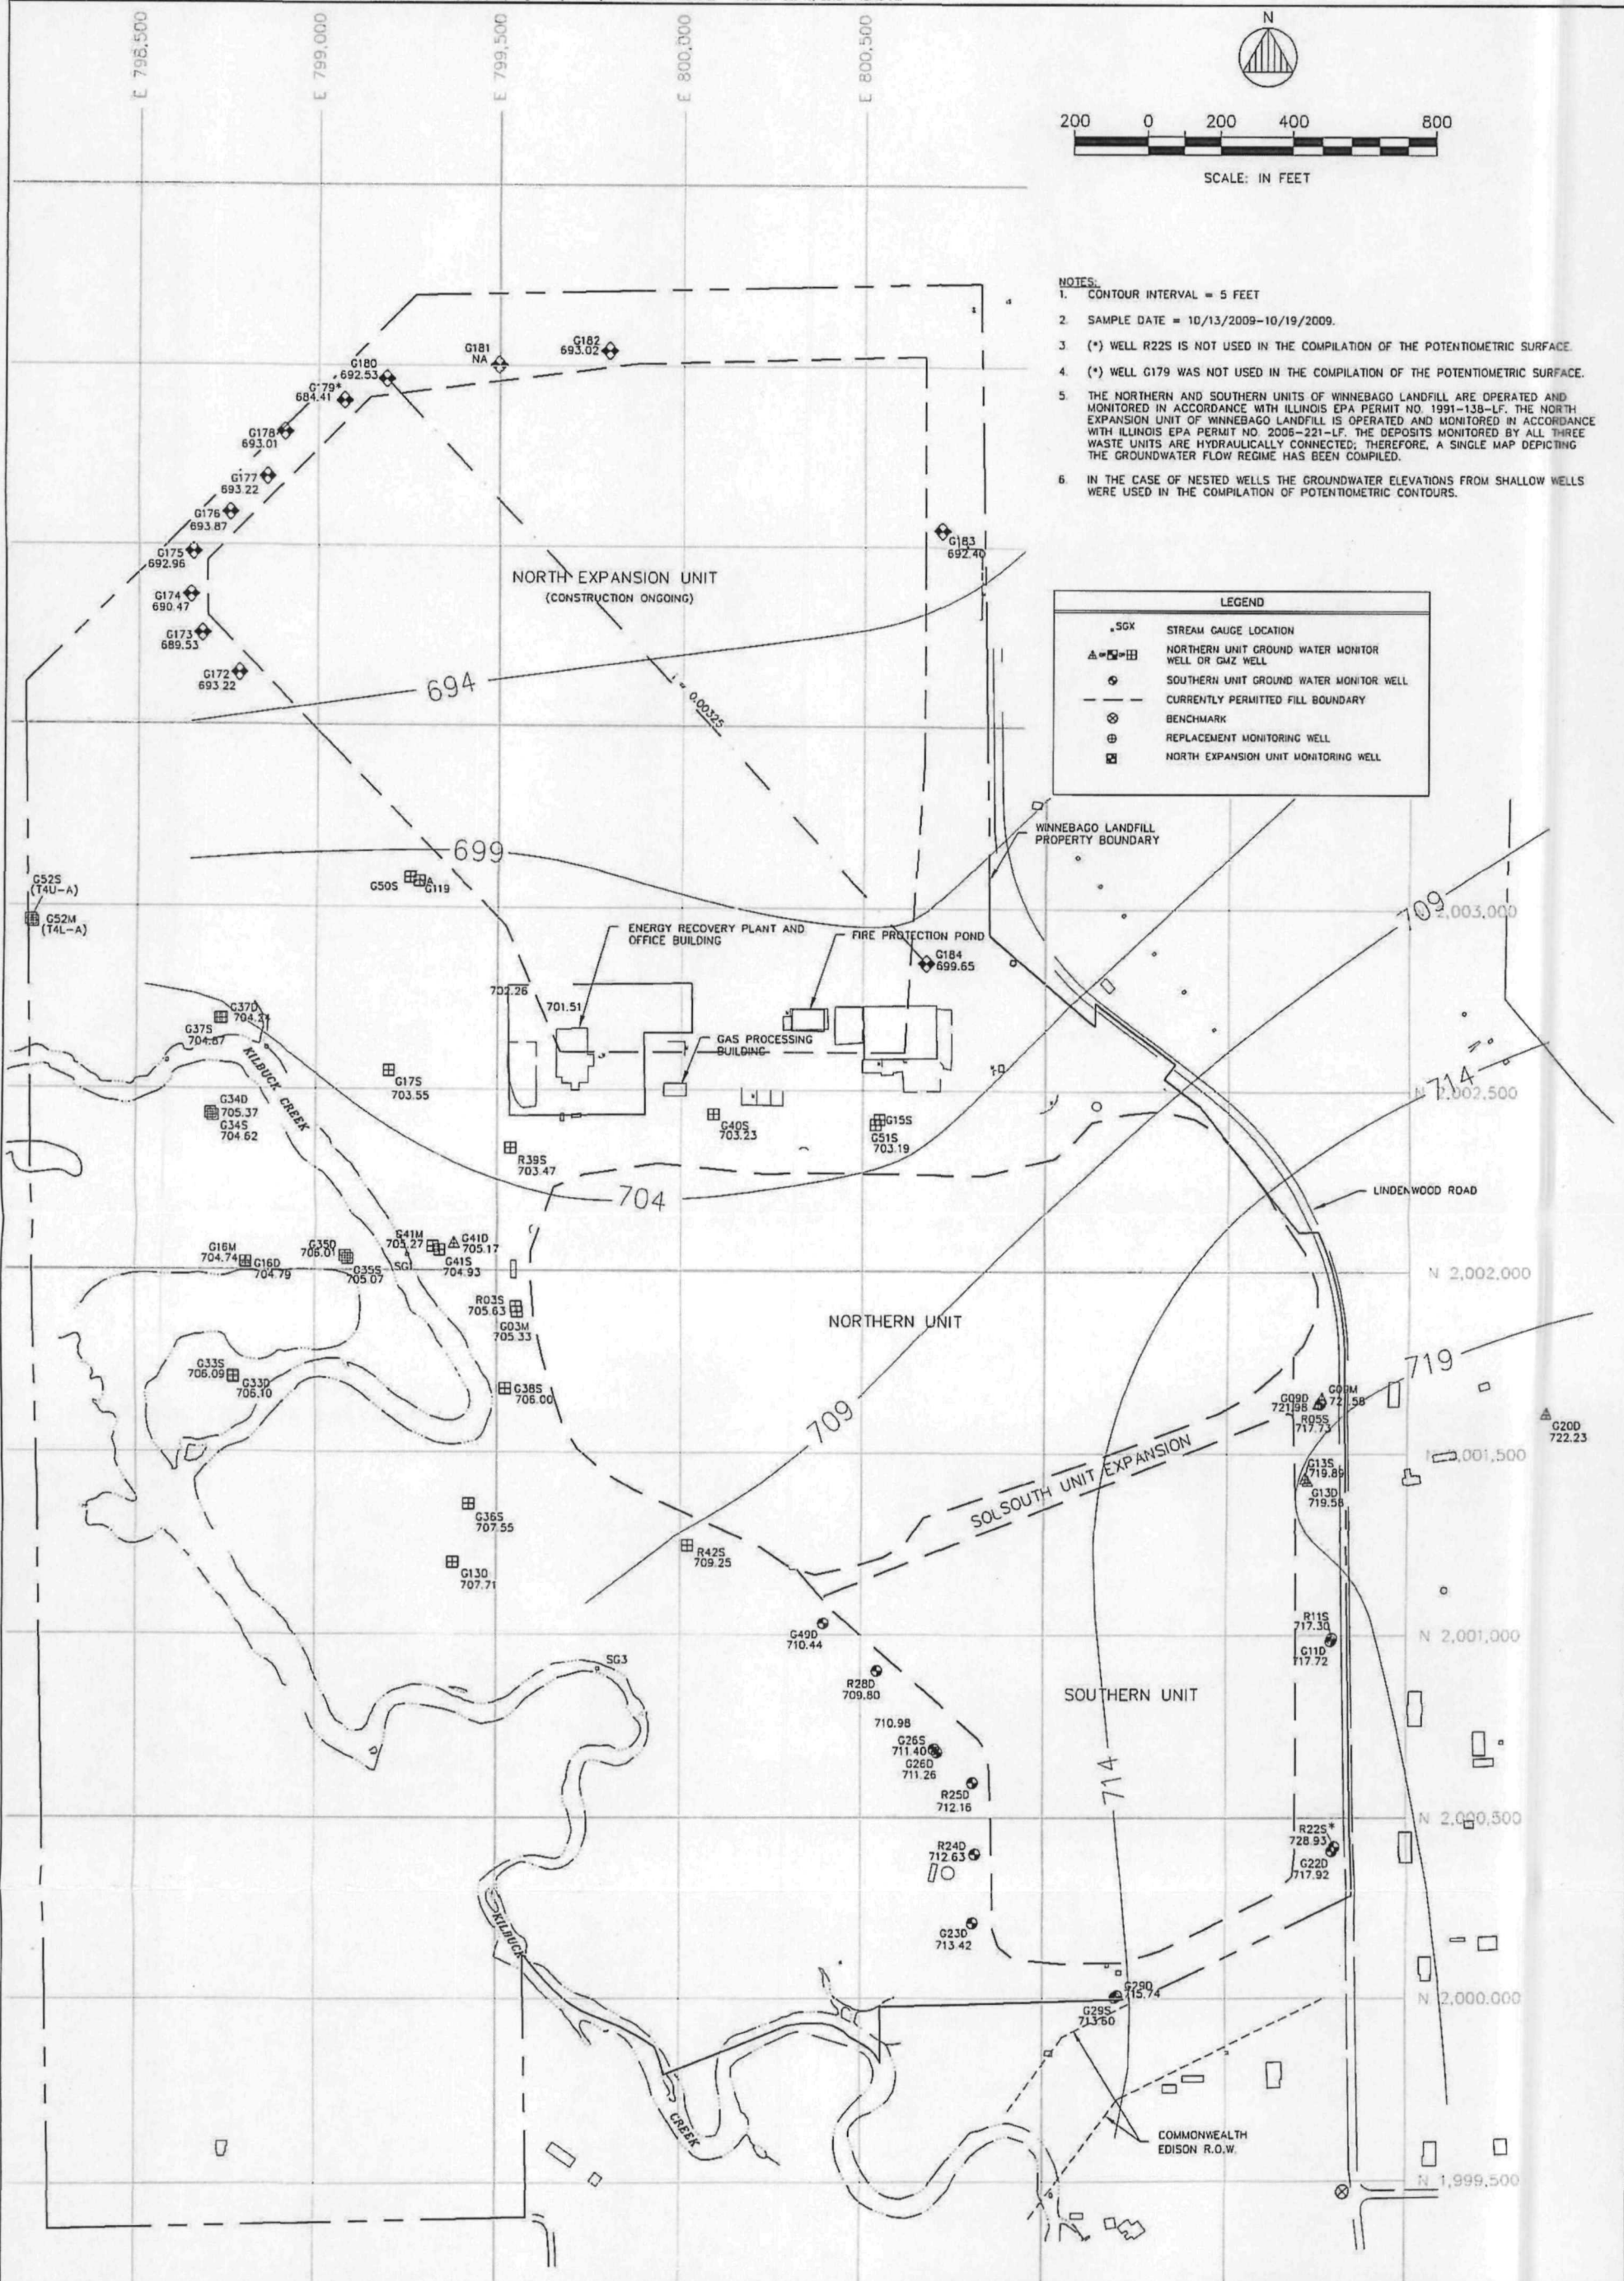 E 798,500
E 799,000
E 799,500
E 800,000
E 800,500
N
200 0 200 400 800
SCALE: IN FEET
NOTES:
1. CONTOUR INTERVAL = 5 FEET
2. SAMPLE DATE = 10/13/2009-10/19/2009.
3. (*) WELL R22S IS NOT USED IN THE COMPILATION OF THE POTENTIOMETRIC SURFACE.
4. (*) WELL G179 WAS NOT USED IN THE COMPILATION OF THE POTENTIOMETRIC SURFACE.
5. THE NORTHERN AND SOUTHERN UNITS OF WINNEBAGO LANDFILL ARE OPERATED AND
MONITORED IN ACCORDANCE WITH ILLINOIS EPA PERMIT NO. 1991-138-LF. THE NORTH
EXPANSION UNIT OF WINNEBAGO LANDFILL IS OPERATED AND MONITORED IN ACCORDANCE
WITH ILLINOIS EPA PERMIT NO. 2006-221-LF. THE DEPOSITS MONITORED BY ALL THREE
WASTE UNITS ARE HYDRAULICALLY CONNECTED; THEREFORE, A SINGLE MAP DEPICTING
THE GROUNDWATER FLOW REGIME HAS BEEN COMPILED.
6. IN THE CASE OF NESTED WELLS THE GROUNDWATER ELEVATIONS FROM SHALLOW WELLS
WERE USED IN THE COMPILATION OF POTENTIOMETRIC CONTOURS.
LEGEND
SGX STREAM GAUGE LOCATION
NORTHERN UNIT GROUND WATER MONITOR
WELL OR GMZ WELL
SOUTHERN UNIT GROUND WATER MONITOR WELL
CURRENTLY PERMITTED FILL BOUNDARY
BENCHMARK
REPLACEMENT MONITORING WELL
NORTH EXPANSION UNIT MONITORING WELL
G182
693.02
G181
NA
G180
692.53
G179*
684.41
G178
693.01
G177
693.22
G176
693.87
G175
692.96
G174
690.47
G173
689.53
G172
693.22
G183
692.40
NORTH EXPANSION UNIT
(CONSTRUCTION ONGOING)
694
i = 0.00325
WINNEBAGO LANDFILL
PROPERTY BOUNDARY
699
G50S
G119
G52S
(T4U-A)
G52M
(T4L-A)
709
N 2,003,000
ENERGY RECOVERY PLANT AND
OFFICE BUILDING
FIRE PROTECTION POND
G184
699.65
702.26
701.51
GAS PROCESSING
BUILDING
G37D
704.24
G37S
704.67
KILBUCK CREEK
G17S
703.55
714
N 2,002,500
G34D
705.37
G34S
704.62
G40S
703.23
G15S
G51S
703.19
R39S
703.47
704
LINDENWOOD ROAD
G41M
705.27
G41D
705.17
G41S
704.93
G16M
704.74
G16D
704.79
G35D
706.01
G35S
705.07
SG1
N 2,002,000
R03S
705.63
G03M
705.33
NORTHERN UNIT
719
G33S
706.09
G33D
706.10
G38S
706.00
709
G09D
721.98
G09M
721.58
R05S
717.73
G20D
722.23
SOLSOUTH UNIT EXPANSION
N 2,001,500
G13S
719.89
G13D
719.58
G36S
707.55
R42S
709.25
G130
707.71
G49D
710.44
R11S
717.30
G11D
717.72
N 2,001,000
SG3
R28D
709.80
SOUTHERN UNIT
710.98
G26S
711.40
G26D
711.26
R25D
712.16
714
N 2,000,500
R24D
712.63
R22S*
728.93
G22D
717.92
KILBUCK
G23D
713.42
G29D
715.74
G29S
713.60
N 2,000,000
CREEK
COMMONWEALTH
EDISON R.O.W.
N 1,999,500